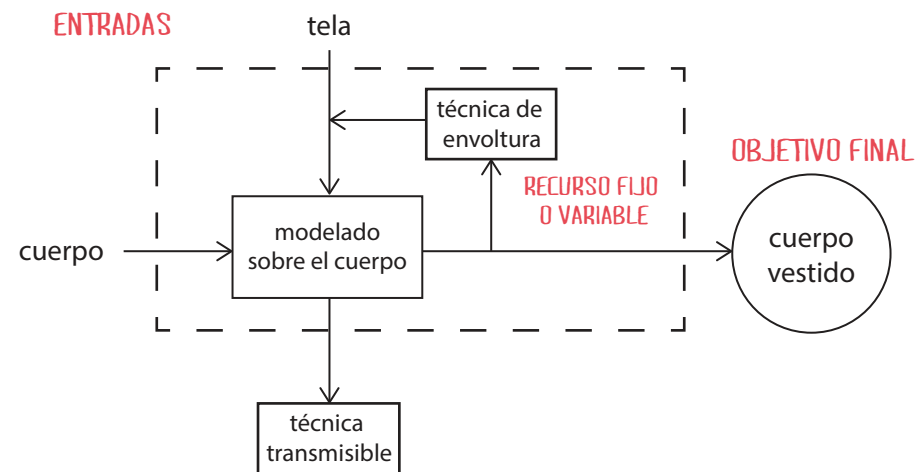 ENTRADAS
tela
técnica de
envoltura
OBJETIVO FINAL
RECURSO FIJO
O VARIABLE
cuerpo
modelado
sobre el cuerpo
cuerpo
vestido
técnica
transmisible